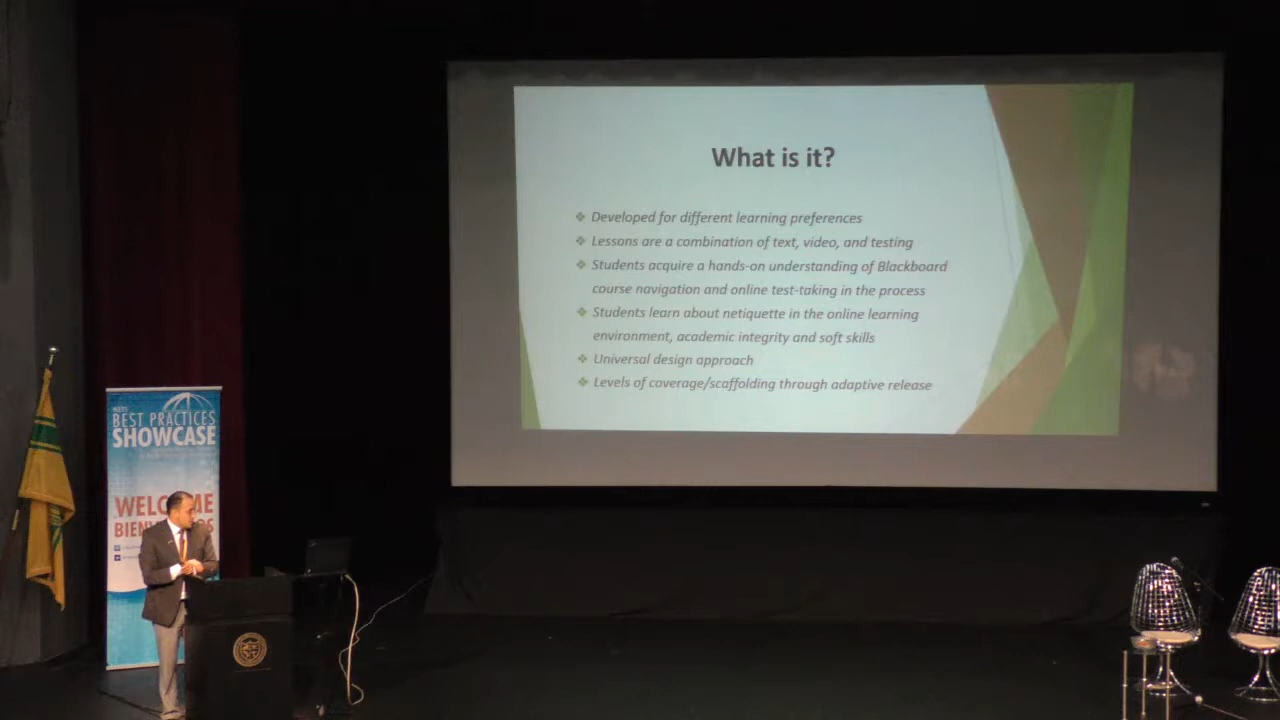 What is it?
❖ Developed for different learning preferences
❖ Lessons are a combination of text, video, and testing
❖ Students acquire a hands-on understanding of Blackboard
course navigation and online test-taking in the process
❖ Students learn about netiquette in the online learning
environment, academic integrity and soft skills
❖ Universal design approach
❖ Levels of coverage/scaffolding through adaptive release
BEST PRACTICES
SHOWCASE